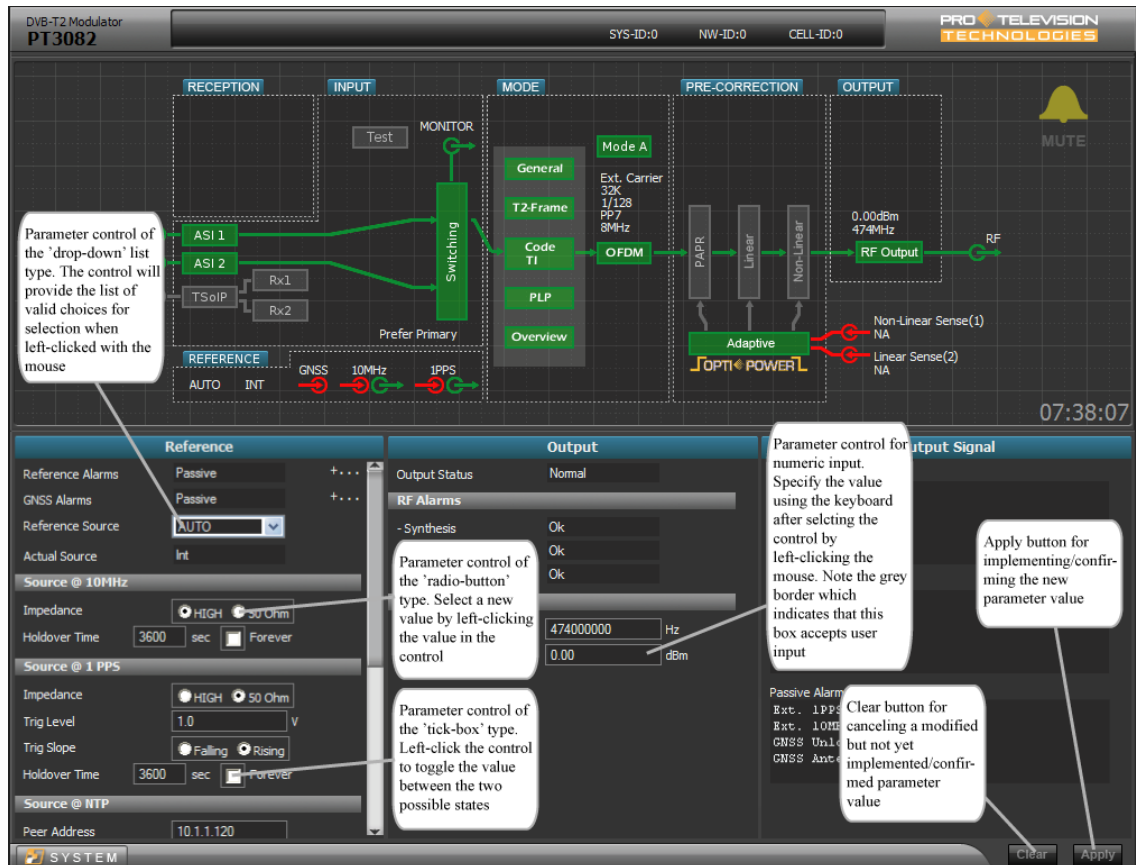 DVB-T2 Modulator
PT3082
SYS-ID:0 NW-ID:0 CELL-ID:0
PRO TELEVISION
TECHNOLOGIES
RECEPTION INPUT MODE PRE-CORRECTION OUTPUT
MUTE
Test
MONITOR
ASI 1
ASI 2
TSoIP
Rx1
Rx2
Switching
Prefer Primary
General
T2-Frame
Code
TI
PLP
Overview
Mode A
Ext. Carrier
32K
1/128
PP7
8MHz
OFDM
PAPR
Linear
Non-Linear
Adaptive
OPTI POWER
0.00dBm
474MHz
RF Output
RF
Non-Linear Sense(1)
NA
Linear Sense(2)
NA
REFERENCE
AUTO INT
GNSS 10MHz 1PPS
07:38:07
Parameter control of
the 'drop-down' list
type. The control will
provide the list of
valid choices for
selection when
left-clicked with the
mouse
Reference
Reference Alarms Passive +...
GNSS Alarms Passive +...
Reference Source AUTO
Actual Source Int
Source @ 10MHz
Impedance HIGH 50 Ohm
Holdover Time 3600 sec Forever
Source @ 1 PPS
Impedance HIGH 50 Ohm
Trig Level 1.0 V
Trig Slope Falling Rising
Holdover Time 3600 sec Forever
Source @ NTP
Peer Address 10.1.1.120
Output
Output Status Normal
RF Alarms
- Synthesis Ok
Ok
Ok
474000000 Hz
0.00 dBm
Parameter control of
the 'radio-button'
type. Select a new
value by left-clicking
the value in the
control
Parameter control of
the 'tick-box' type.
Left-click the control
to toggle the value
between the two
possible states
Parameter control for
numeric input.
Specify the value
using the keyboard
after selcting the
control by
left-clicking the
mouse. Note the grey
border which
indicates that this
box accepts user
input
Signal
Apply button for
implementing/confir-
ming the new
parameter value
Passive Alarm
Ext. 1PPS
Ext. 10MH
GNSS
GNSS
Clear button for
canceling a modified
but not yet
implemented/confir-
med parameter
value
SYSTEM
Clear Apply